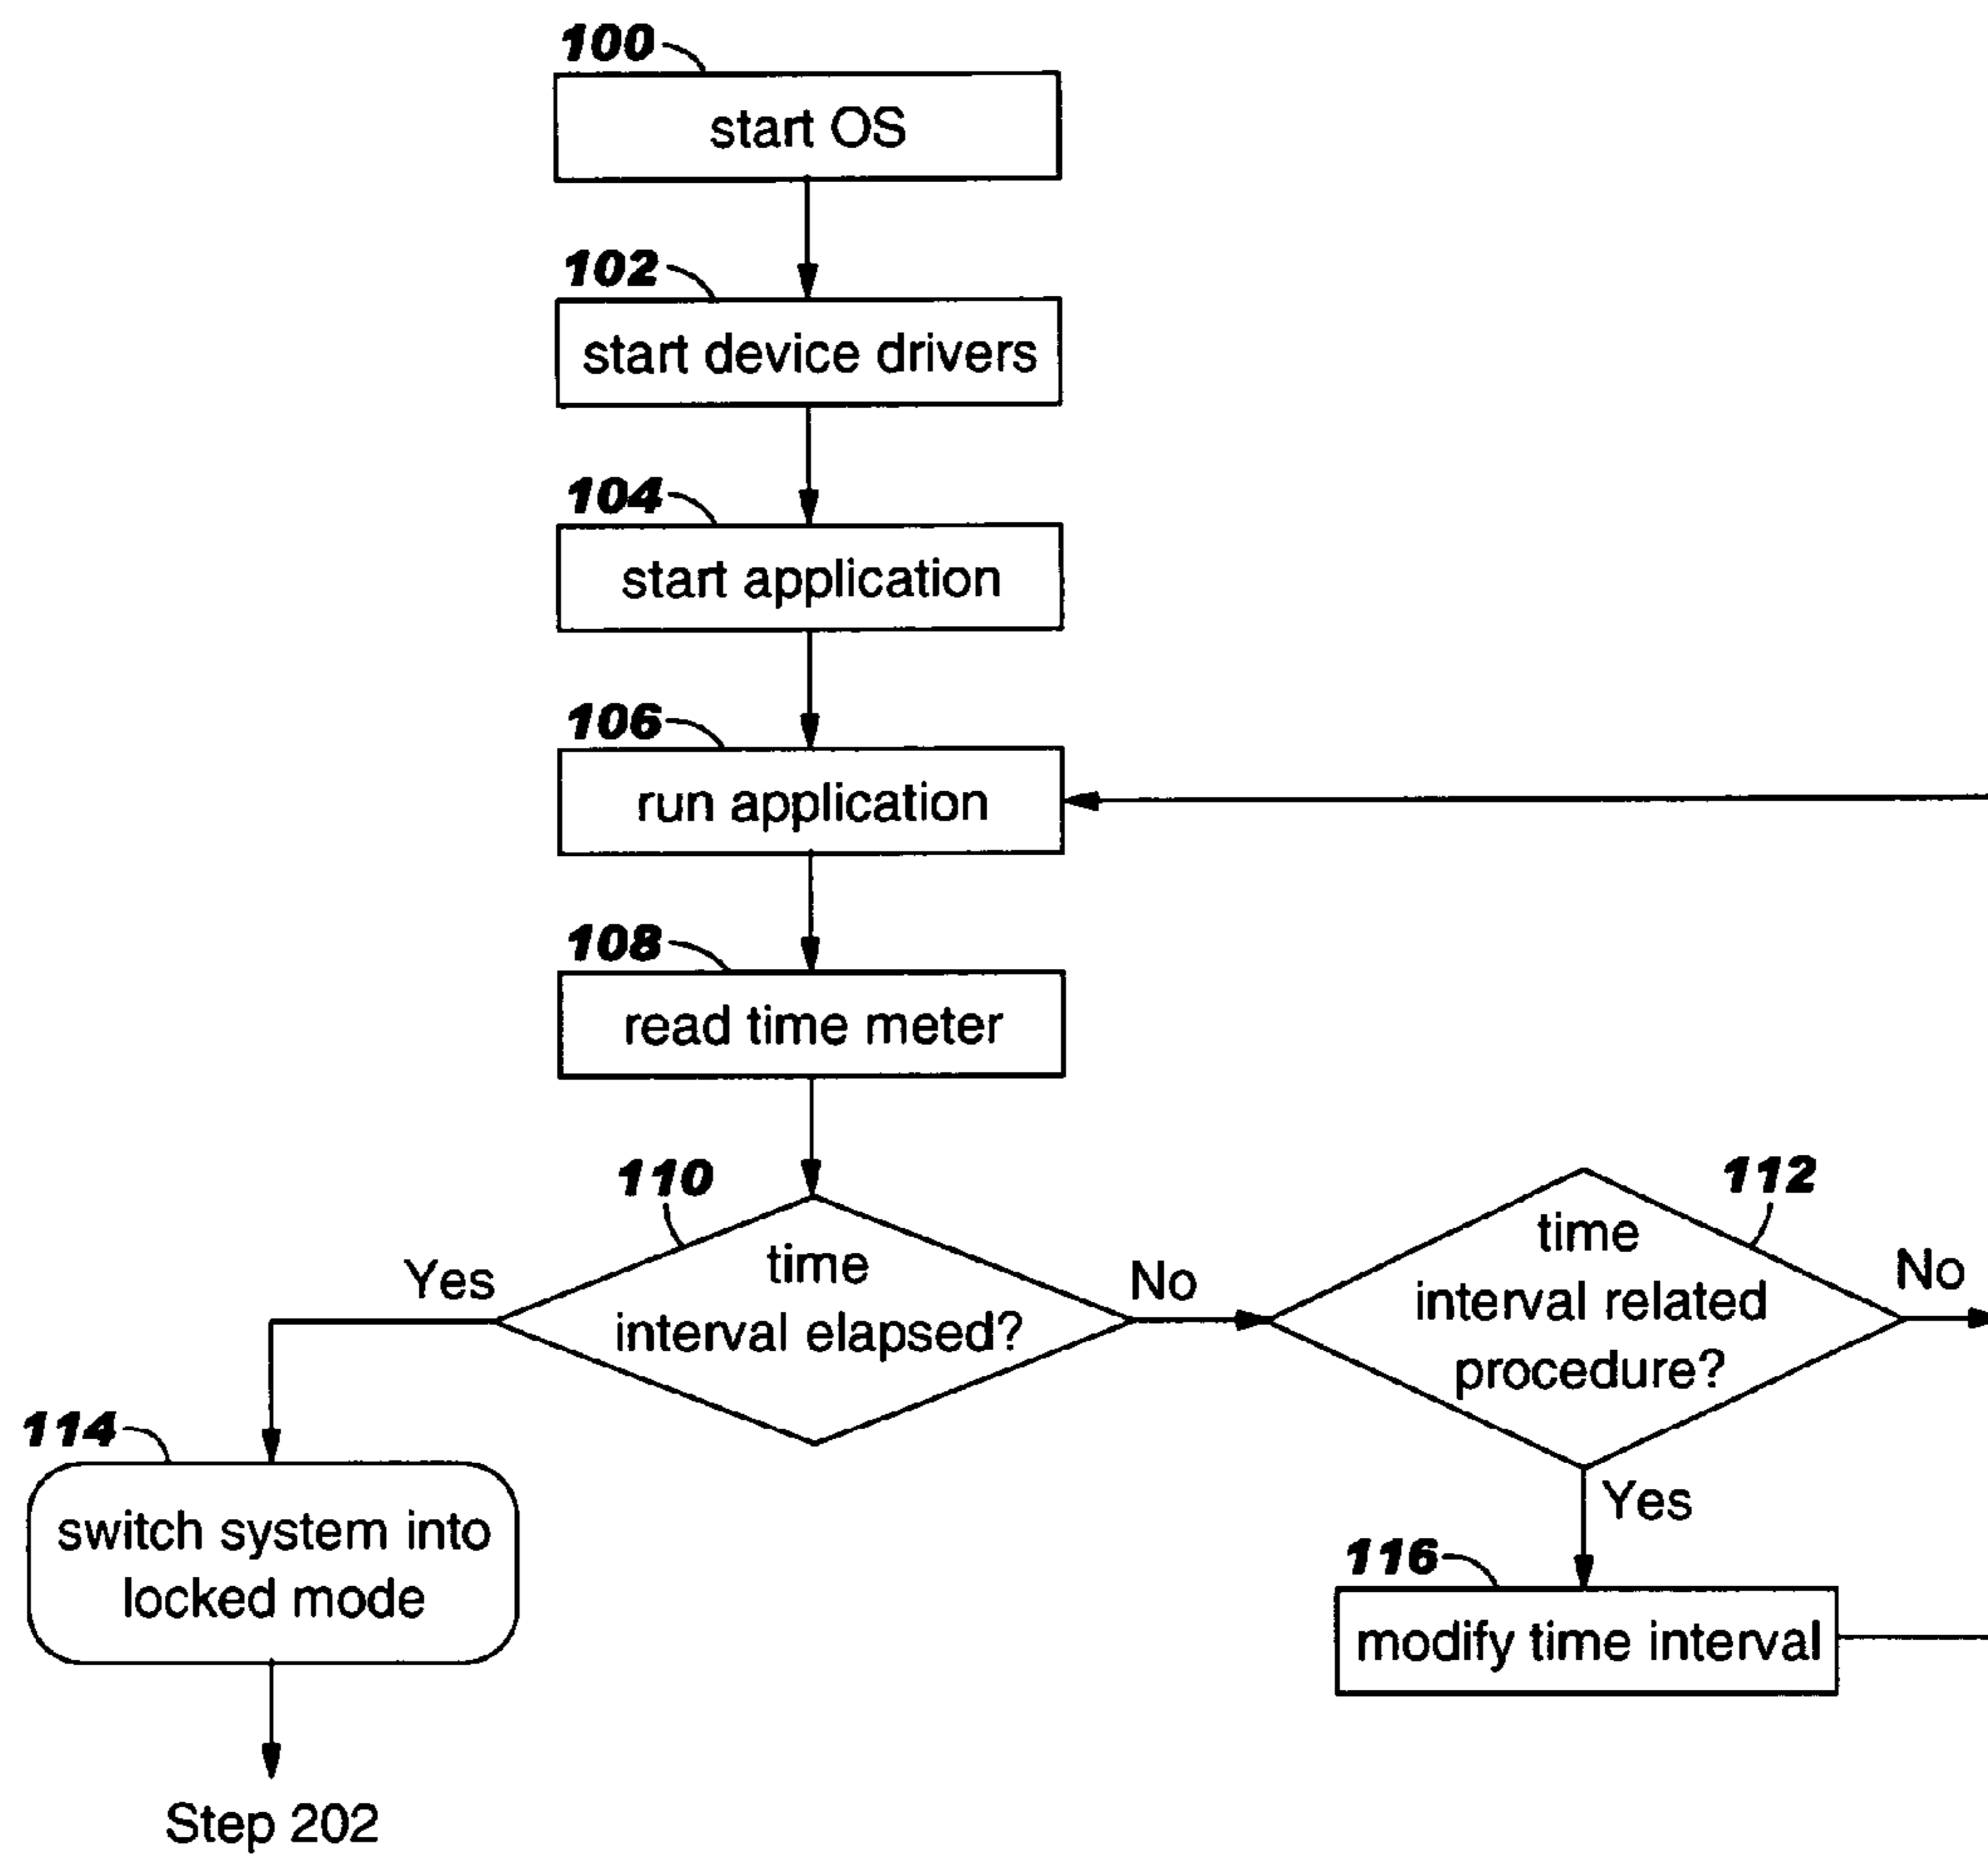 100
start OS
102
start device drivers
104
start application
106
run application
108
read time meter
110
time
interval elapsed?
Yes
No
112
time
interval related
procedure?
No
Yes
114
switch system into
locked mode
116
modify time interval
Step 202